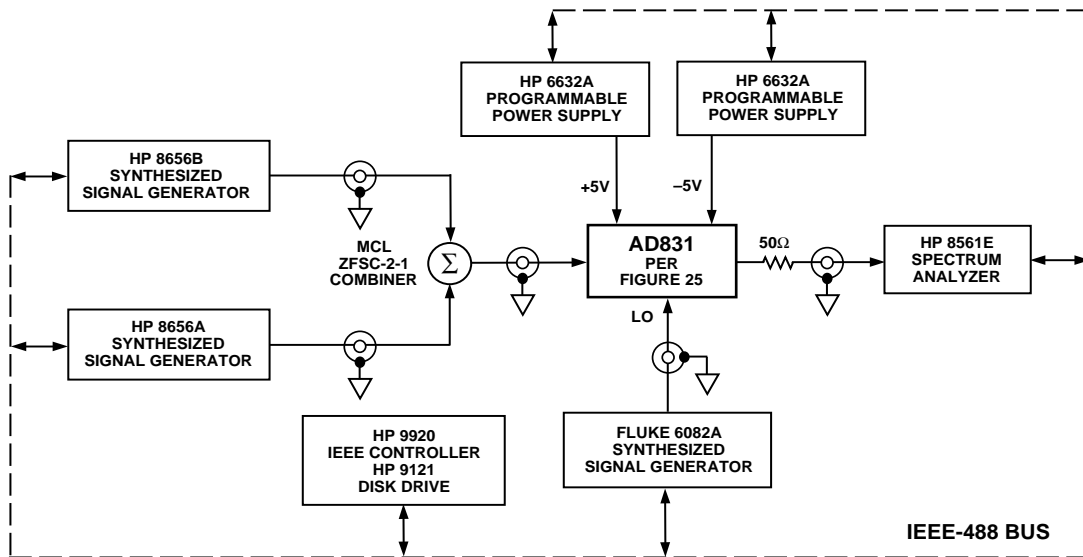 HP 6632A
PROGRAMMABLE
POWER SUPPLY
HP 6632A
PROGRAMMABLE
POWER SUPPLY
HP 8656B
SYNTHESIZED
SIGNAL GENERATOR
+5V
–5V
MCL
ZFSC-2-1
COMBINER
Σ
AD831
PER
FIGURE 25
50Ω
HP 8561E
SPECTRUM
ANALYZER
HP 8656A
SYNTHESIZED
SIGNAL GENERATOR
LO
HP 9920
IEEE CONTROLLER
HP 9121
DISK DRIVE
FLUKE 6082A
SYNTHESIZED
SIGNAL GENERATOR
IEEE-488 BUS